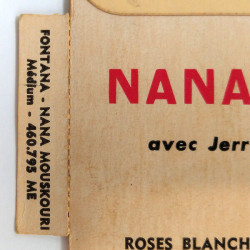 FONTANA - NANA MOUSKOURI
Médium - 460.795 ME
NANA
avec Jerr
ROSES BLANCH